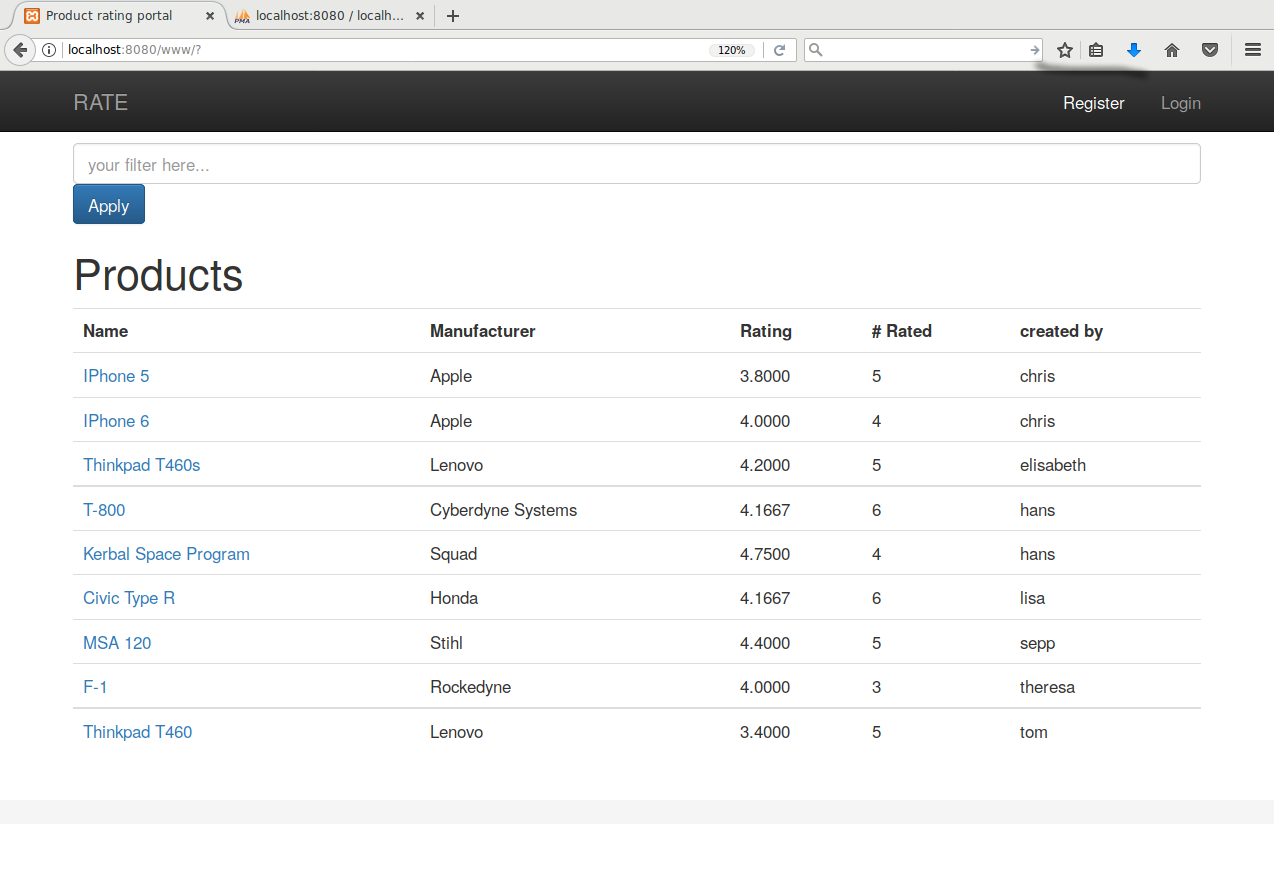 Product rating portal localhost:8080 / localh...
localhost:8080/www/? 120%
RATE Register Login
your filter here...
Apply
Products
Name Manufacturer Rating # Rated created by
IPhone 5 Apple 3.8000 5 chris
IPhone 6 Apple 4.0000 4 chris
Thinkpad T460s Lenovo 4.2000 5 elisabeth
T-800 Cyberdyne Systems 4.1667 6 hans
Kerbal Space Program Squad 4.7500 4 hans
Civic Type R Honda 4.1667 6 lisa
MSA 120 Stihl 4.4000 5 sepp
F-1 Rockedyne 4.0000 3 theresa
Thinkpad T460 Lenovo 3.4000 5 tom